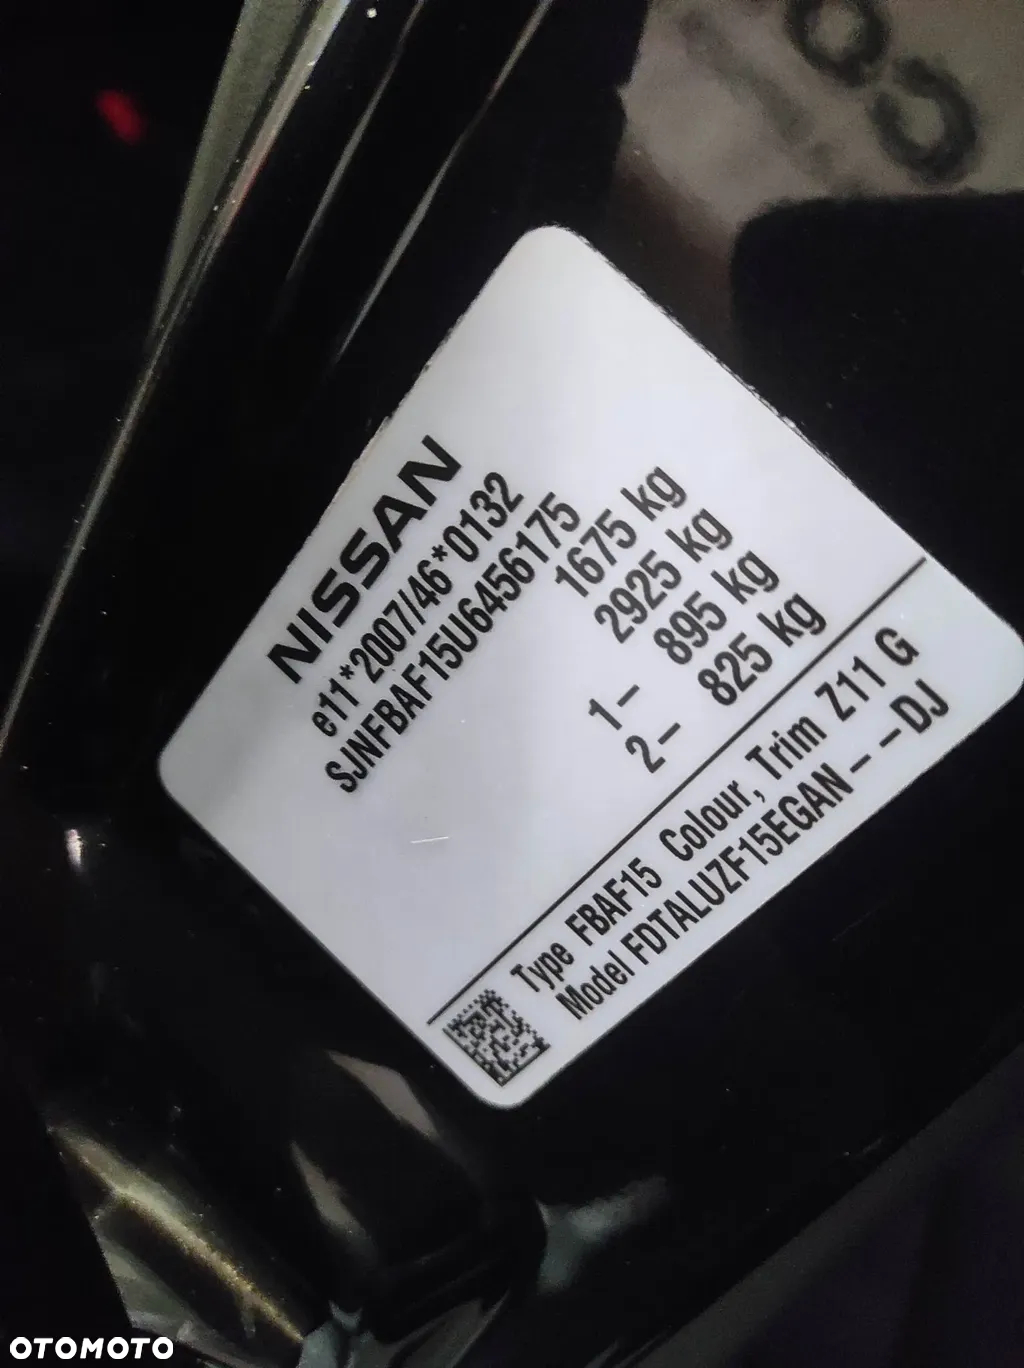 NISSAN
e11*2007/46*0132
SJNFBAF15U6456175
1675 kg
2925 kg
1- 895 kg
2- 825 kg
Type FBAF15 Colour, Trim Z11 G
Model FDTALUZF15EGAN - -DJ
OTOMOTO